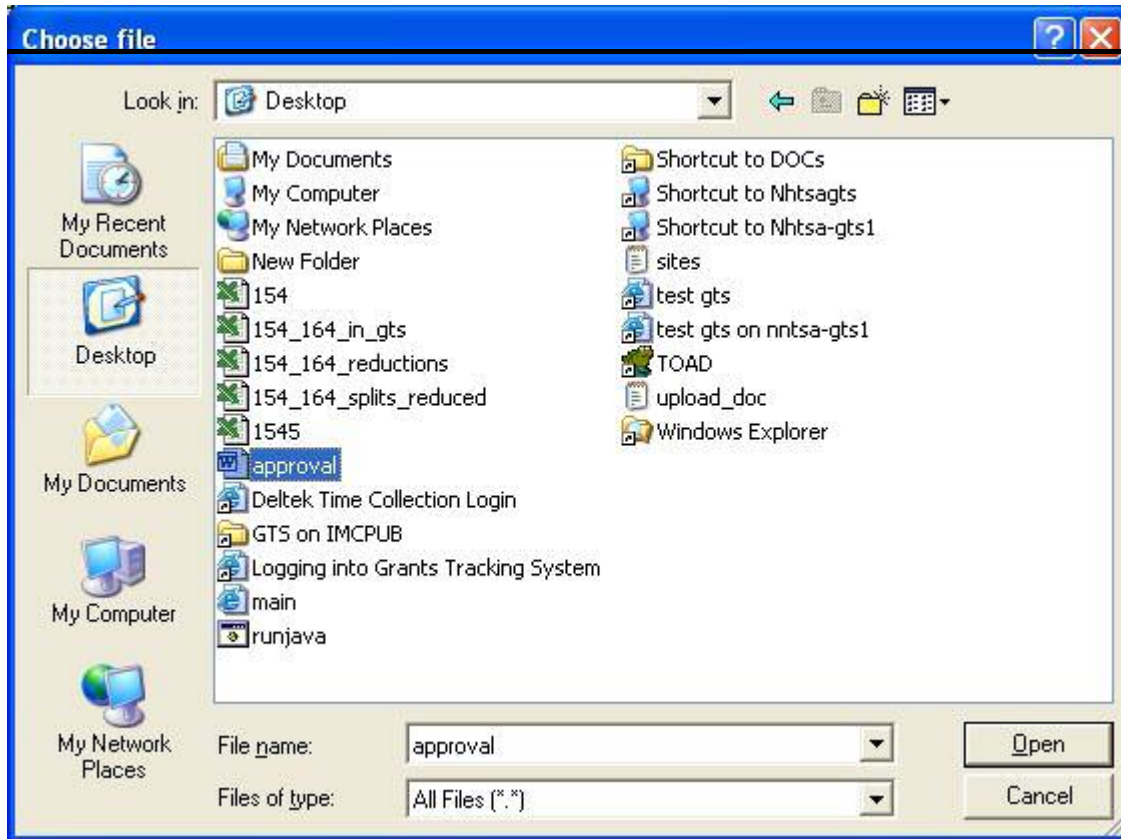 Choose file
Look in:
Desktop
My Recent
Documents
Desktop
My Documents
My Computer
My Network
Places
My Documents
My Computer
My Network Places
New Folder
154
154_164_in_gts
154_164_reductions
154_164_splits_reduced
1545
approval
Deltek Time Collection Login
GTS on IMCPUB
Logging into Grants Tracking System
main
runjava
Shortcut to DOCs
Shortcut to Nhtsagts
Shortcut to Nhtsa-gts1
sites
test gts
test gts on nntsa-gts1
TOAD
upload_doc
Windows Explorer
File name:
approval
Open
Files of type:
All Files (*.*)
Cancel